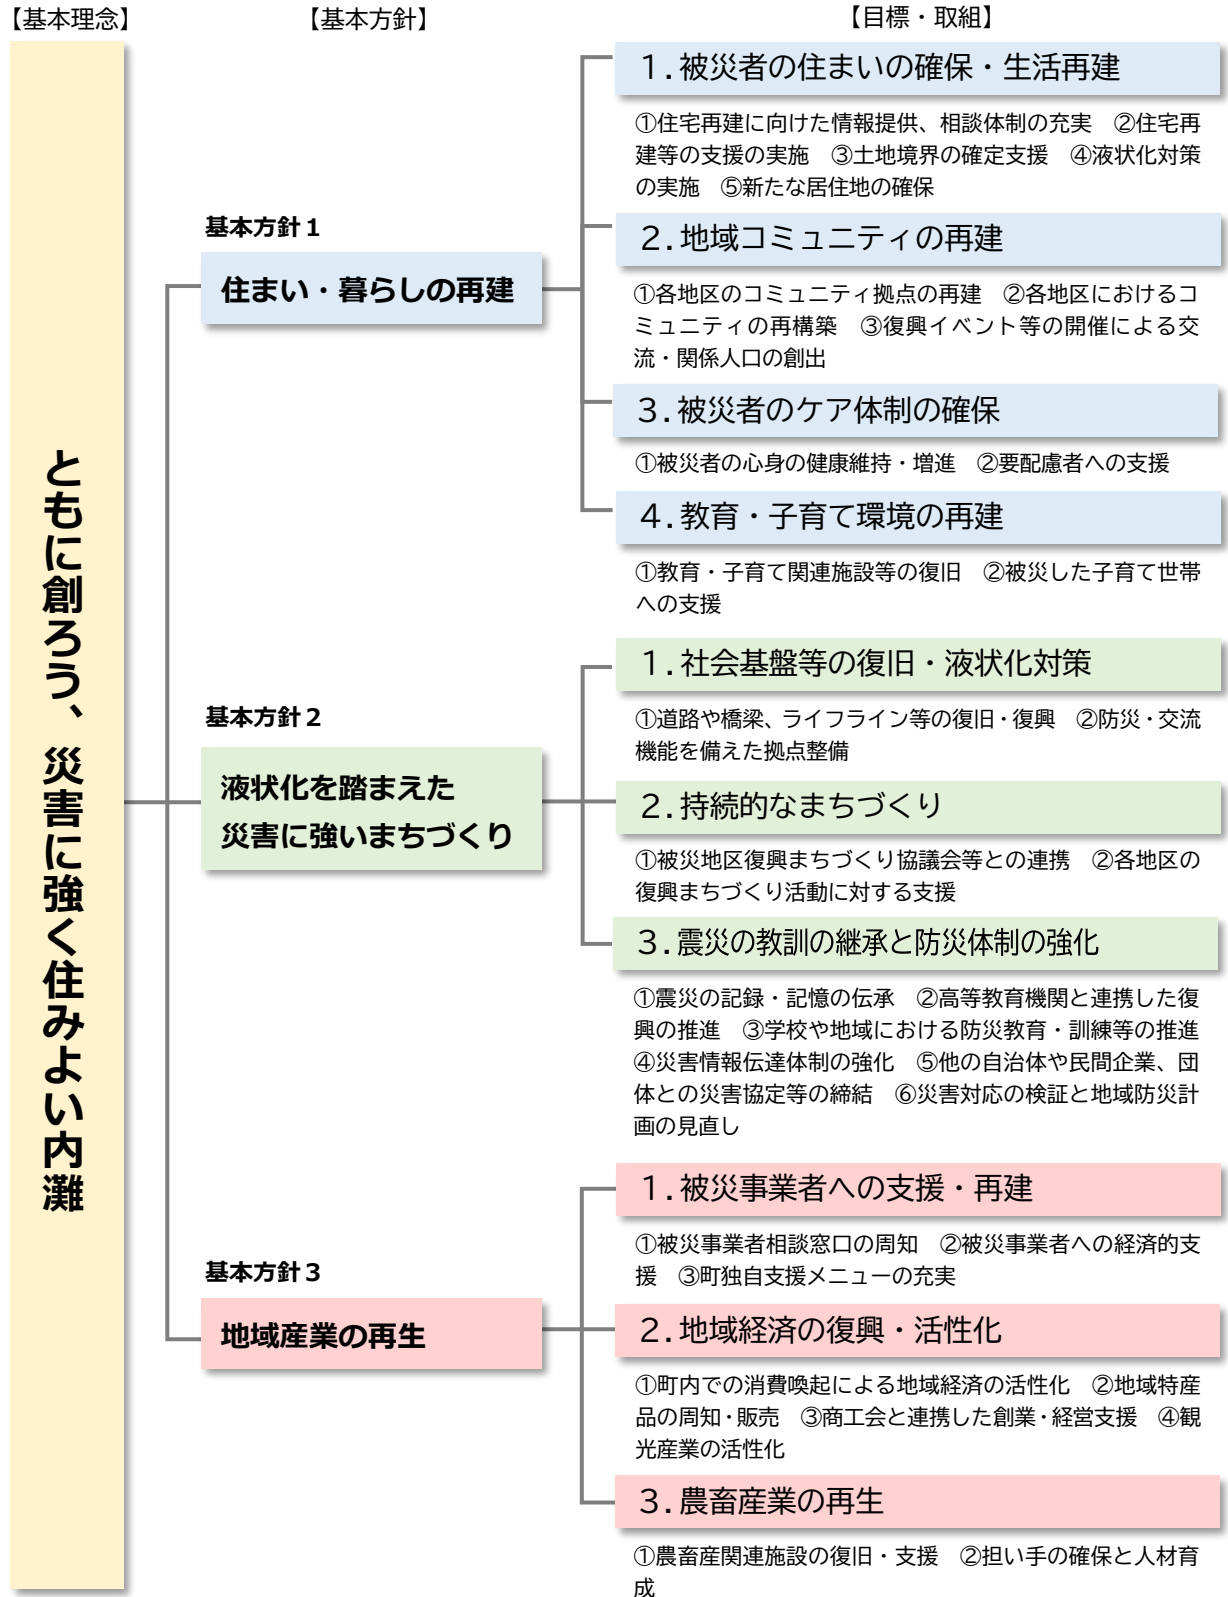 【基本理念】
【基本方針】
【目標・取組】
ともに創ろう、災害に強く住みよい内灘
基本方針１
住まい・暮らしの再建
１.被災者の住まいの確保・生活再建
①住宅再建に向けた情報提供、相談体制の充実　②住宅再
建等の支援の実施　③土地境界の確定支援　④液状化対策
の実施　⑤新たな居住地の確保
２.地域コミュニティの再建
①各地区のコミュニティ拠点の再建　②各地区におけるコ
ミュニティの再構築　③復興イベント等の開催による交
流・関係人口の創出
３.被災者のケア体制の確保
①被災者の心身の健康維持・増進　②要配慮者への支援
４.教育・子育て環境の再建
①教育・子育て関連施設等の復旧　②被災した子育て世帯
への支援
基本方針２
液状化を踏まえた
災害に強いまちづくり
１.社会基盤等の復旧・液状化対策
①道路や橋梁、ライフライン等の復旧・復興　②防災・交流
機能を備えた拠点整備
２.持続的なまちづくり
①被災地区復興まちづくり協議会等との連携　②各地区の
復興まちづくり活動に対する支援
３.震災の教訓の継承と防災体制の強化
①震災の記録・記憶の伝承　②高等教育機関と連携した復
興の推進　③学校や地域における防災教育・訓練等の推進
④災害情報伝達体制の強化　⑤他の自治体や民間企業、団
体との災害協定等の締結　⑥災害対応の検証と地域防災計
画の見直し
基本方針３
地域産業の再生
１.被災事業者への支援・再建
①被災事業者相談窓口の周知　②被災事業者への経済的支
援　③町独自支援メニューの充実
２.地域経済の復興・活性化
①町内での消費喚起による地域経済の活性化　②地域特産
品の周知・販売　③商工会と連携した創業・経営支援　④観
光産業の活性化
３.農畜産業の再生
①農畜産関連施設の復旧・支援　②担い手の確保と人材育
成